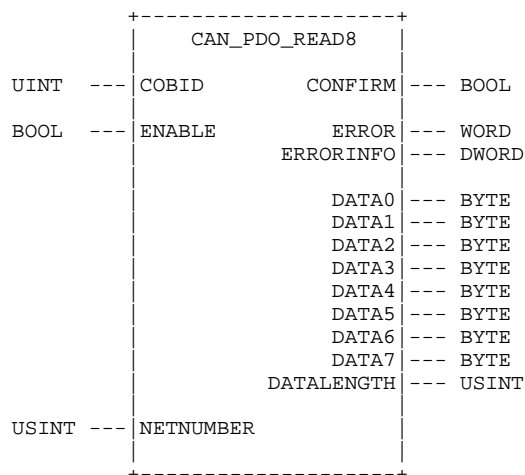 CAN_PDO_READ8
UINT --- COBID CONFIRM --- BOOL
BOOL --- ENABLE ERROR --- WORD
ERRORINFO --- DWORD
DATA0 --- BYTE
DATA1 --- BYTE
DATA2 --- BYTE
DATA3 --- BYTE
DATA4 --- BYTE
DATA5 --- BYTE
DATA6 --- BYTE
DATA7 --- BYTE
DATALENGTH --- USINT
USINT --- NETNUMBER